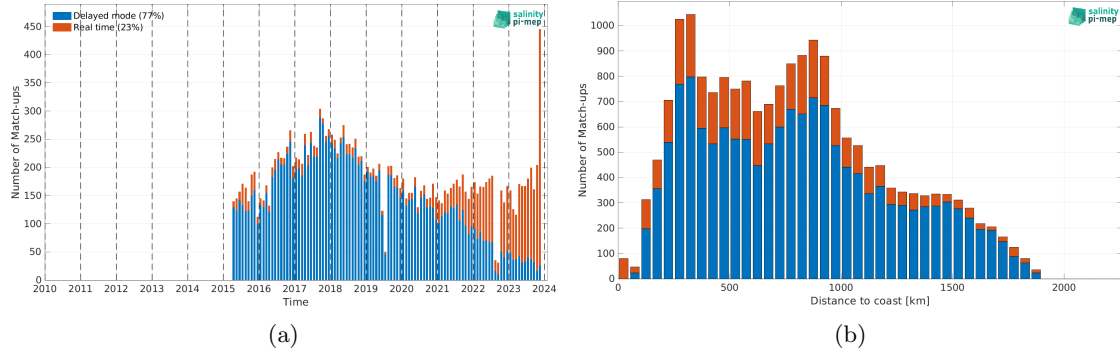 salinity
pi-mep
Delayed mode (77%)
Real time (23%)
Number of Match-ups
450
400
350
300
250
200
150
100
50
0
2010 2011 2012 2013 2014 2015 2016 2017 2018 2019 2020 2021 2022 2023 2024
Time
(a)
salinity
pi-mep
Number of Match-ups
1000
900
800
700
600
500
400
300
200
100
0
0 500 1000 1500 2000
Distance to coast [km]
(b)